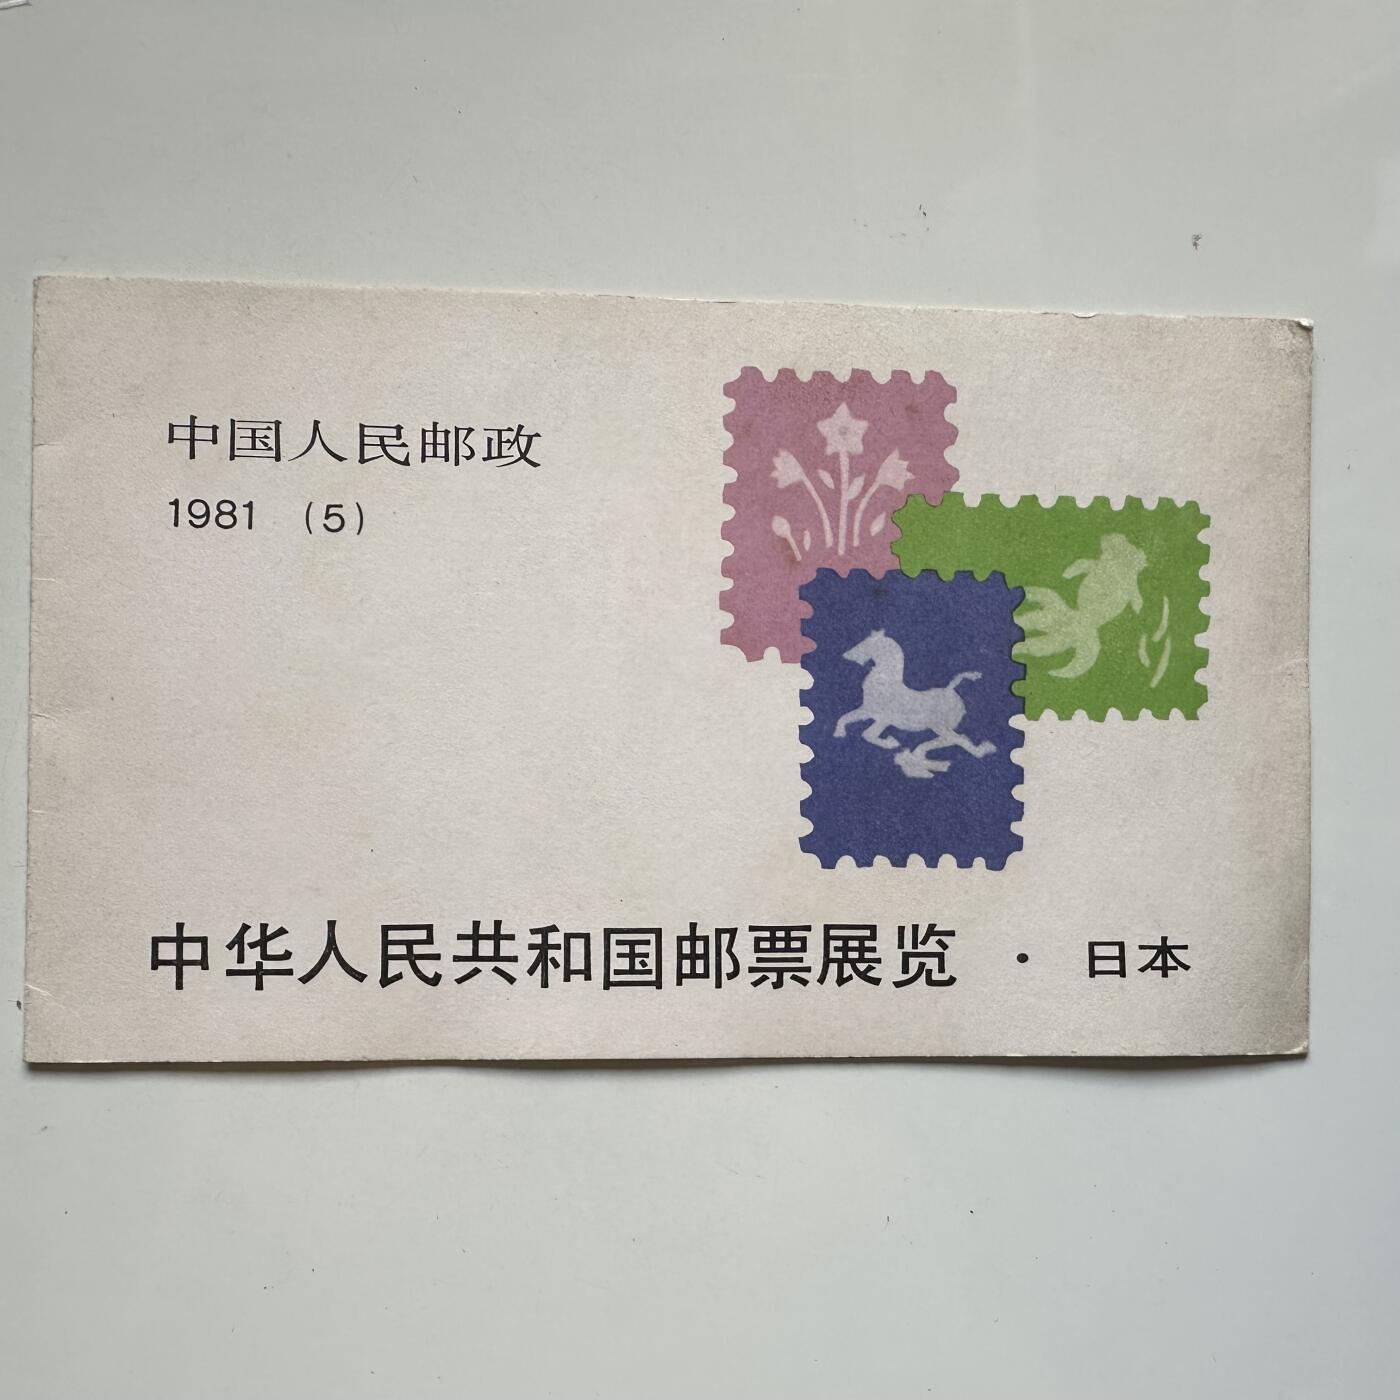 中国人民邮政
1981 (5)
中华人民共和国邮票展览 · 日本